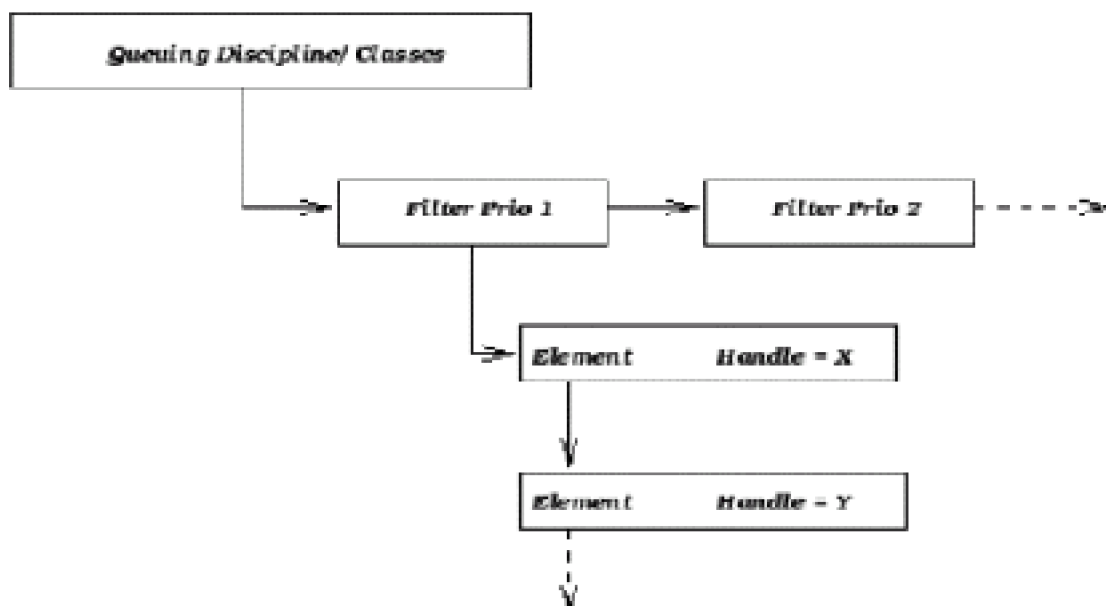 Queuing Discipline/ Classes
Filter Prio 1
Filter Prio 2
Element Handle = X
Element Handle = Y